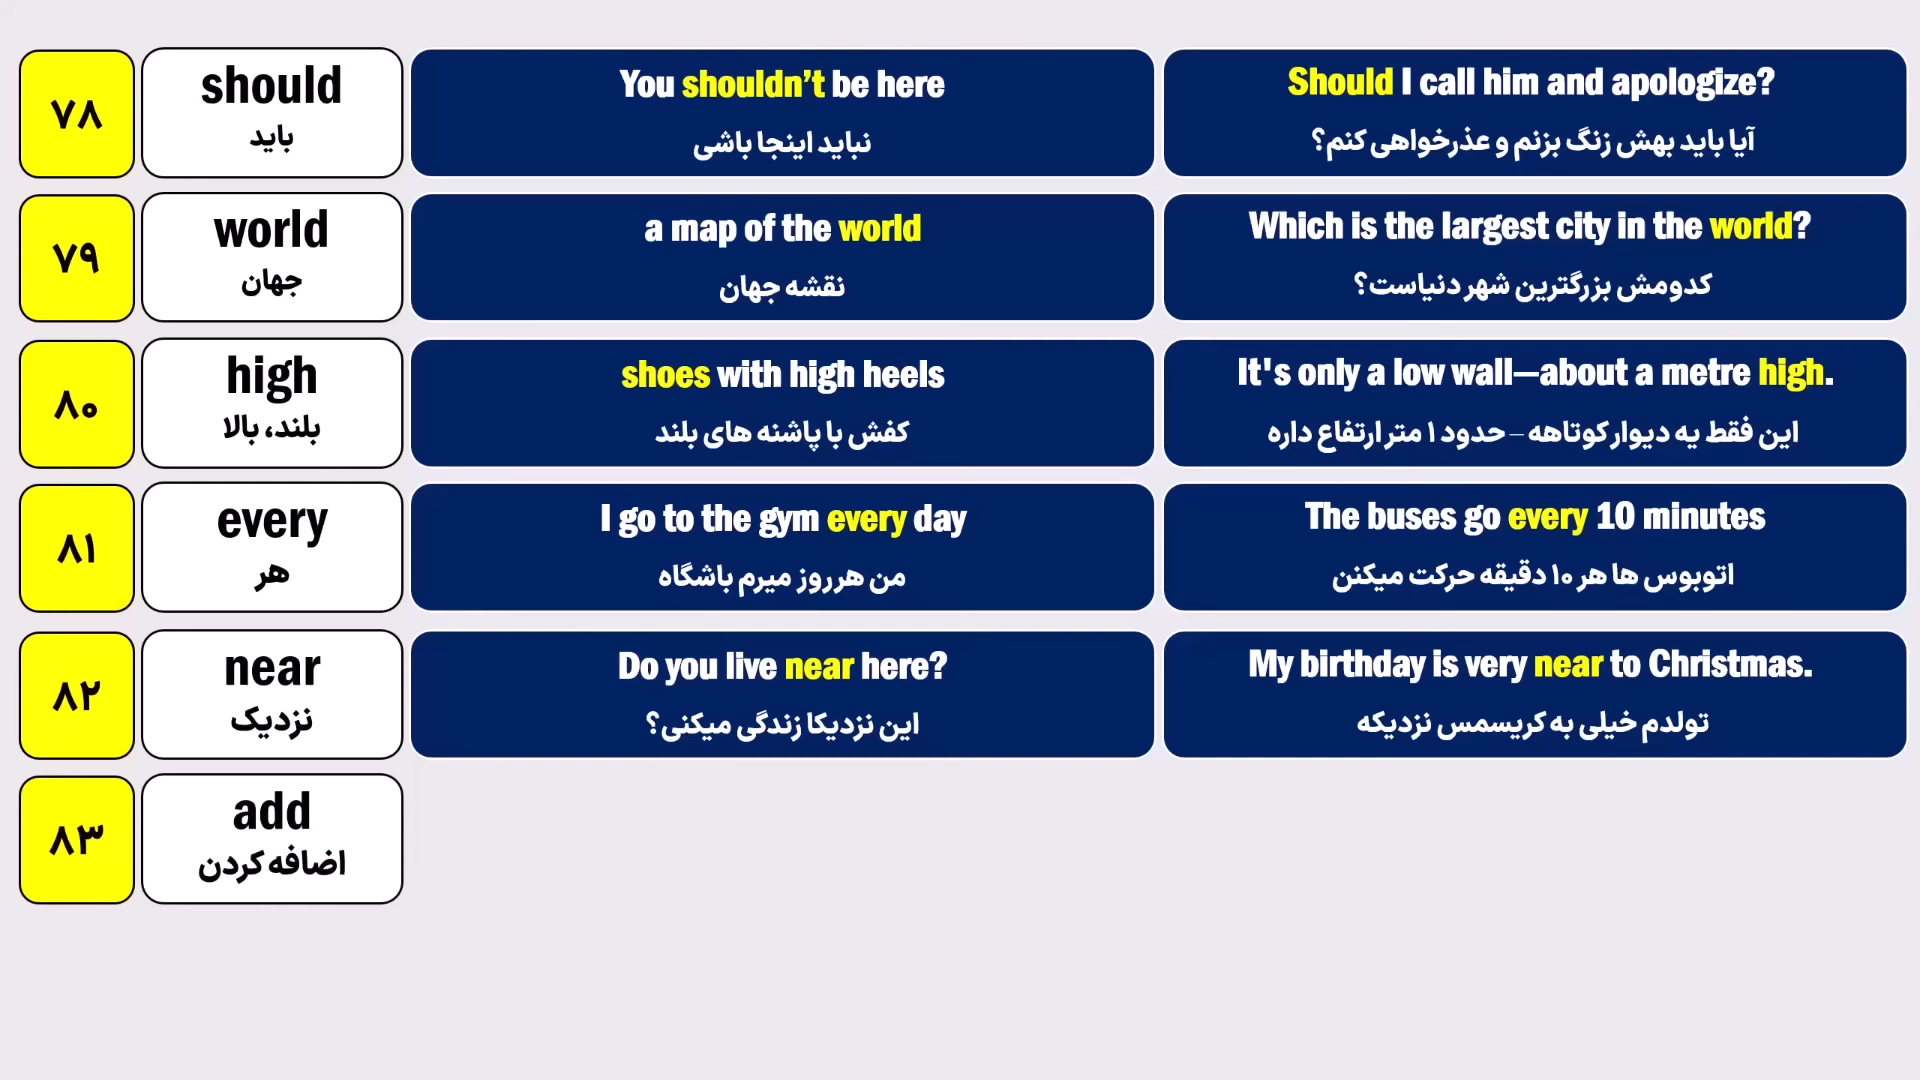 ۷۸
should
باید
You shouldn’t be here
نباید اینجا باشی
Should I call him and apologize?
آیا باید بهش زنگ بزنم و عذرخواهی کنم؟
۷۹
world
جهان
a map of the world
نقشه جهان
Which is the largest city in the world?
کدومش بزرگترین شهر دنیاست؟
۸۰
high
بلند، بالا
shoes with high heels
کفش با پاشنه های بلند
It's only a low wall—about a metre high.
این فقط یه دیوار کوتاهه – حدود ۱ متر ارتفاع داره
۸۱
every
هر
I go to the gym every day
من هرروز میرم باشگاه
The buses go every 10 minutes
اتوبوس ها هر ۱۰ دقیقه حرکت میکنن
۸۲
near
نزدیک
Do you live near here?
این نزدیکا زندگی میکنی؟
My birthday is very near to Christmas.
تولدم خیلی به کریسمس نزدیکه
۸۳
add
اضافه کردن